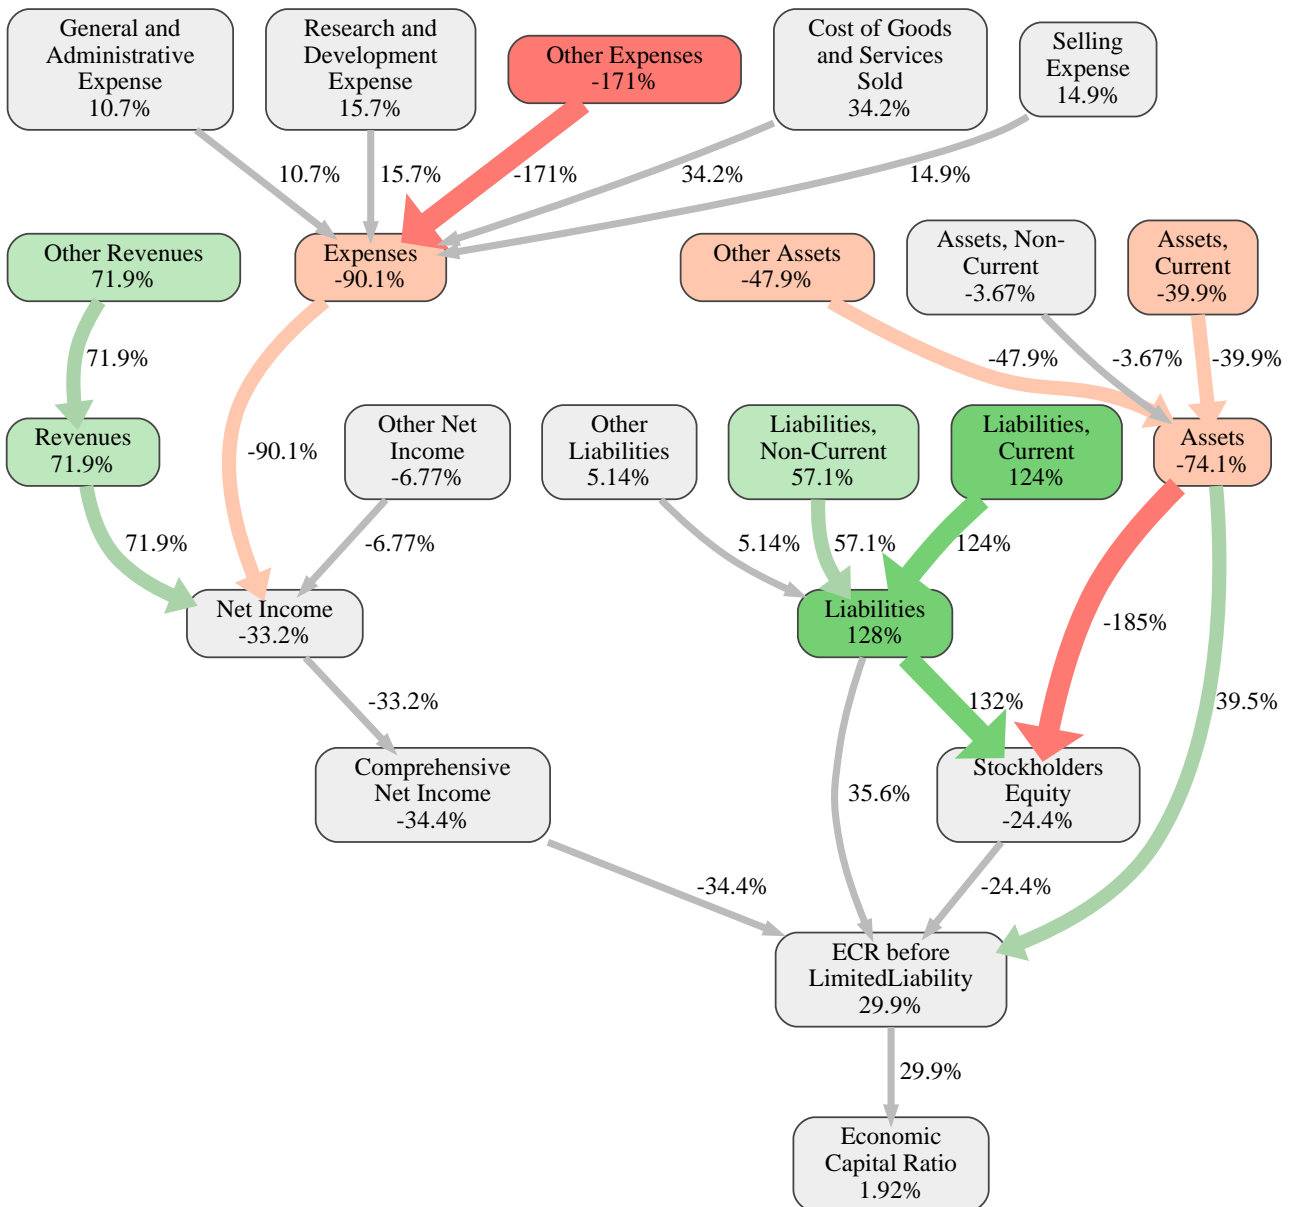 General and
Administrative
Expense
10.7%
Research and
Development
Expense
15.7%
Other Expenses
-171%
Cost of Goods
and Services
Sold
34.2%
Selling
Expense
14.9%
10.7%
15.7%
-171%
34.2%
14.9%
Other Revenues
71.9%
Expenses
-90.1%
Other Assets
-47.9%
Assets, Non-
Current
-3.67%
Assets,
Current
-39.9%
71.9%
-47.9%
-3.67%
-39.9%
Revenues
71.9%
-90.1%
Other Net
Income
-6.77%
Other
Liabilities
5.14%
Liabilities,
Non-Current
57.1%
Liabilities,
Current
124%
Assets
-74.1%
71.9%
-6.77%
5.14%
57.1%
124%
Net Income
-33.2%
Liabilities
128%
-185%
-33.2%
132%
39.5%
Comprehensive
Net Income
-34.4%
35.6%
Stockholders
Equity
-24.4%
-34.4%
-24.4%
ECR before
LimitedLiability
29.9%
29.9%
Economic
Capital Ratio
1.92%